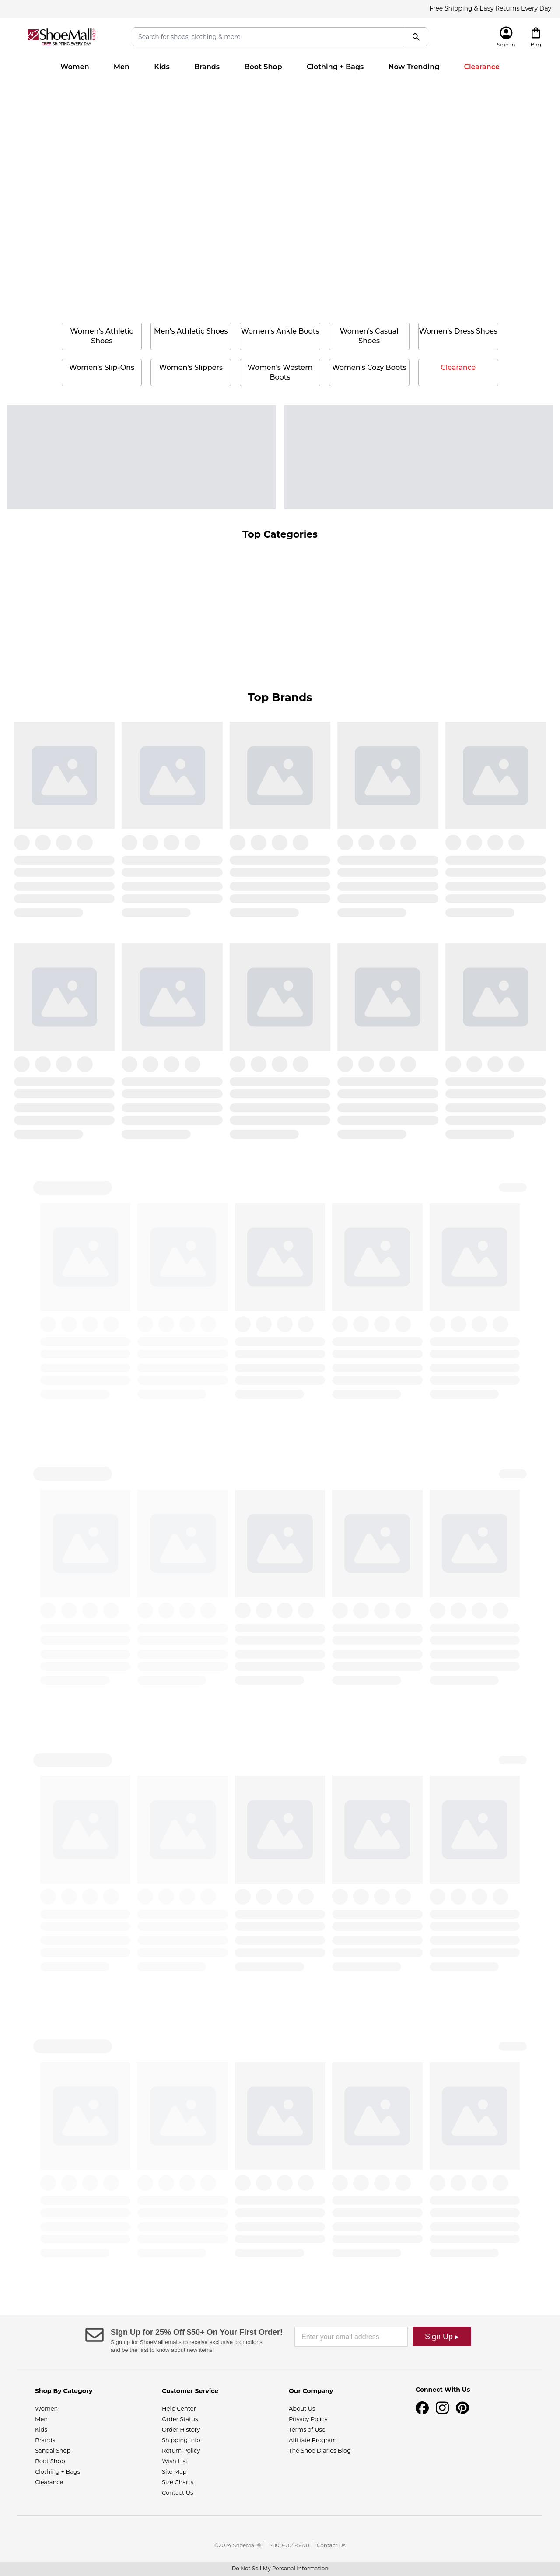 Free Shipping & Easy Returns Every Day
ShoeMall
FREE SHIPPING EVERY DAY
Search for shoes, clothing & more
Sign In
Bag
Women
Men
Kids
Brands
Boot Shop
Clothing + Bags
Now Trending
Clearance
Women's Athletic
Shoes
Men's Athletic Shoes
Women's Ankle Boots
Women's Casual
Shoes
Women's Dress Shoes
Women's Slip-Ons
Women's Slippers
Women's Western
Boots
Women's Cozy Boots
Clearance
Top Categories
Top Brands
Sign Up for 25% Off $50+ On Your First Order!
Sign up for ShoeMall emails to receive exclusive promotions
and be the first to know about new items!
Enter your email address
Sign Up ▸
Shop By Category
Women
Men
Kids
Brands
Sandal Shop
Boot Shop
Clothing + Bags
Clearance
Customer Service
Help Center
Order Status
Order History
Shipping Info
Return Policy
Wish List
Site Map
Size Charts
Contact Us
Our Company
About Us
Privacy Policy
Terms of Use
Affiliate Program
The Shoe Diaries Blog
Connect With Us
©2024 ShoeMall® | 1-800-704-5478 | Contact Us
Do Not Sell My Personal Information